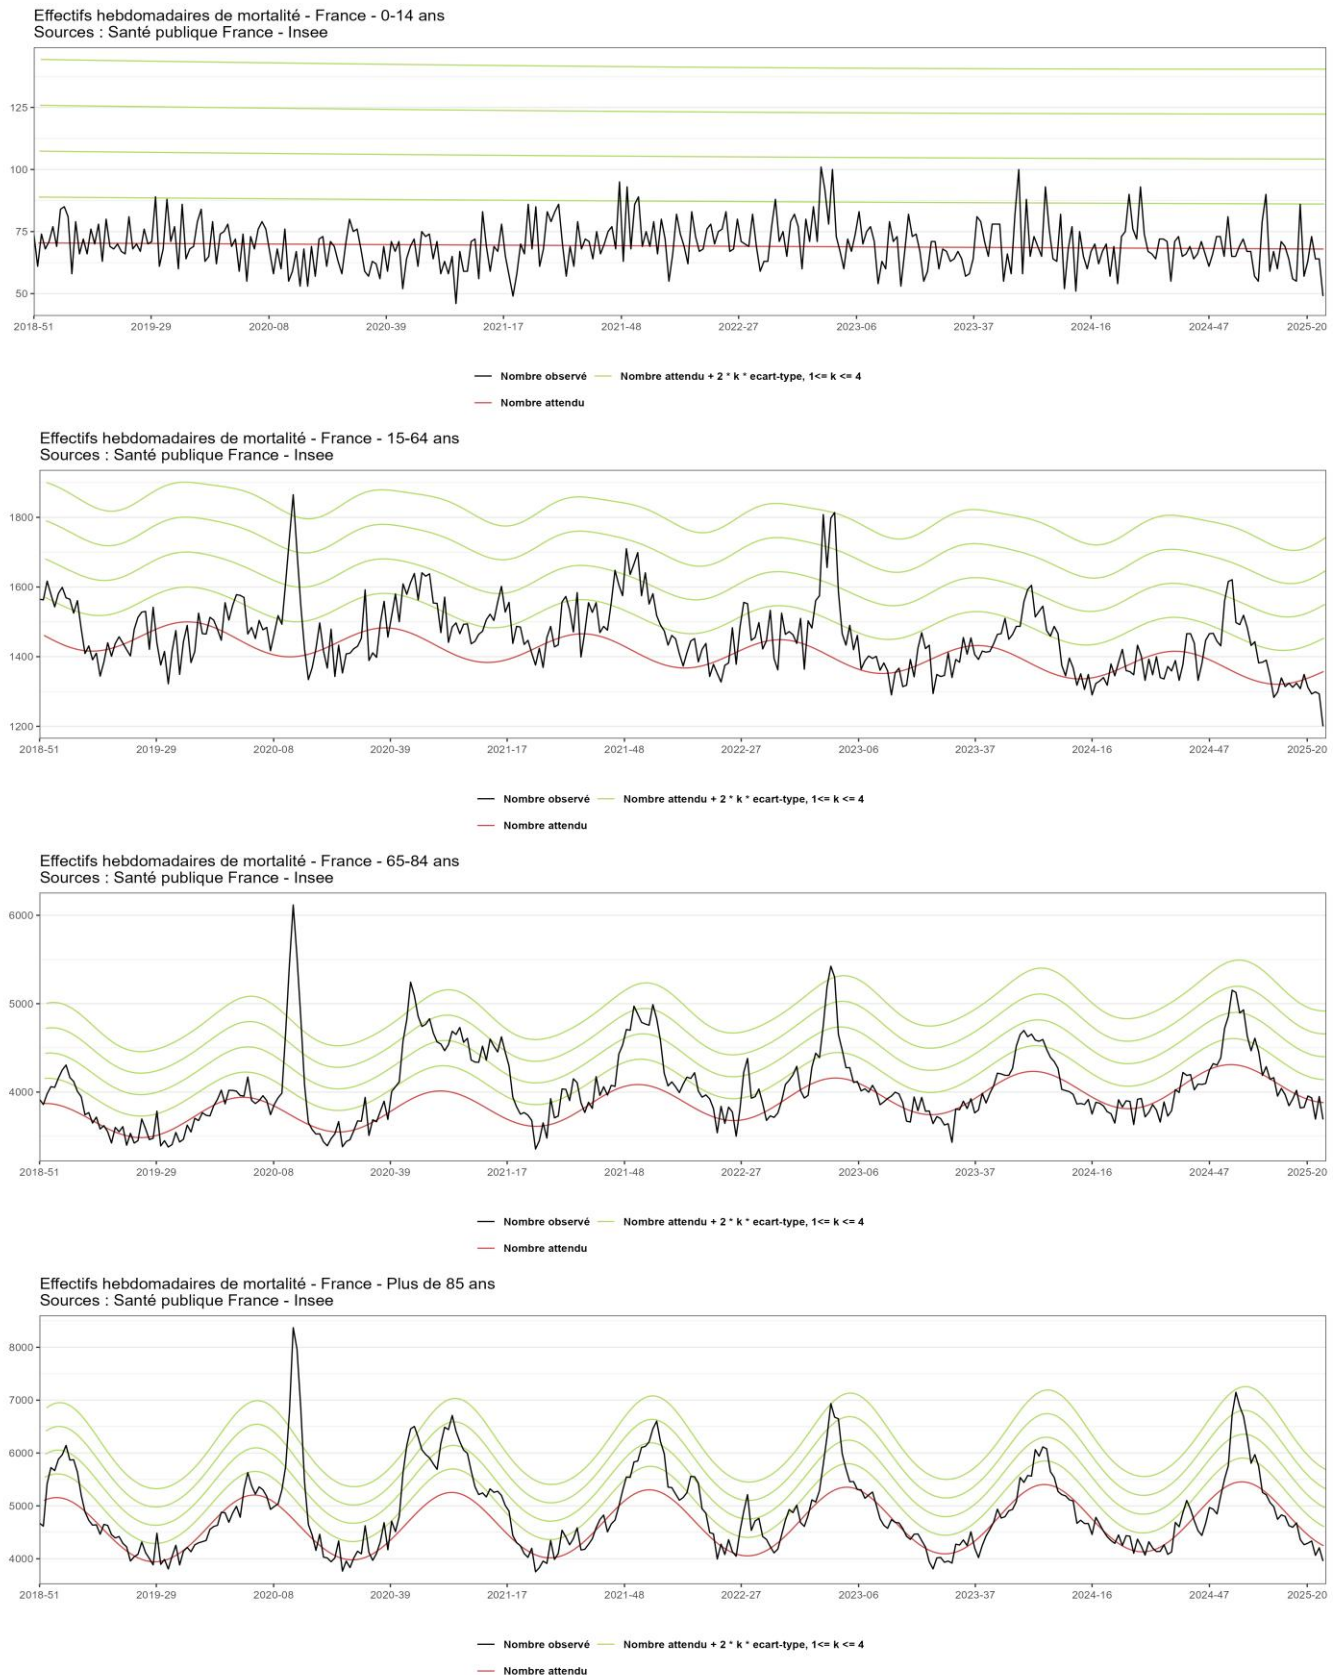 Effectifs hebdomadaires de mortalité - France - 0-14 ans
Sources : Santé publique France - Insee
125
100
75
50
2018-51 2019-29 2020-08 2020-39 2021-17 2021-48 2022-27 2023-06 2023-37 2024-16 2024-47 2025-20
Nombre observé Nombre attendu + 2 * k * ecart-type, 1<= k <= 4
Nombre attendu
Effectifs hebdomadaires de mortalité - France - 15-64 ans
Sources : Santé publique France - Insee
1800
1600
1400
1200
2018-51 2019-29 2020-08 2020-39 2021-17 2021-48 2022-27 2023-06 2023-37 2024-16 2024-47 2025-20
Nombre observé Nombre attendu + 2 * k * ecart-type, 1<= k <= 4
Nombre attendu
Effectifs hebdomadaires de mortalité - France - 65-84 ans
Sources : Santé publique France - Insee
6000
5000
4000
2018-51 2019-29 2020-08 2020-39 2021-17 2021-48 2022-27 2023-06 2023-37 2024-16 2024-47 2025-20
Nombre observé Nombre attendu + 2 * k * ecart-type, 1<= k <= 4
Nombre attendu
Effectifs hebdomadaires de mortalité - France - Plus de 85 ans
Sources : Santé publique France - Insee
8000
7000
6000
5000
4000
2018-51 2019-29 2020-08 2020-39 2021-17 2021-48 2022-27 2023-06 2023-37 2024-16 2024-47 2025-20
Nombre observé Nombre attendu + 2 * k * ecart-type, 1<= k <= 4
Nombre attendu